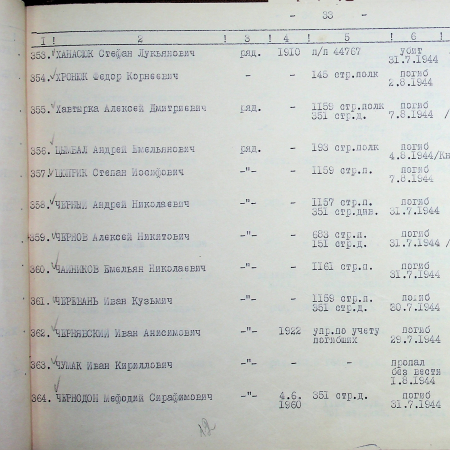 - 33 -
1 ! 2 ! 3 ! 4 ! 5 ! 6 !
353. ХАНАСЮК Стефан Лукьянович ряд. 1910 п/п 44767 убит
31.7.1944
354. ХРОНЮК Федор Корнеевич - - 145 стр.полк погиб
2.8.1944
355. Хавтырка Алексей Дмитриевич ряд. - 1159 стр.полк погиб
351 стр.д. 7.8.1944 /
356. ЦЫМБАЛ Андрей Емельянович ряд. - 193 стр.полк погиб
4.8.1944/Кн
357. Степан Иосифович -"- - 1159 стр.п. погиб
7.8.1944
358. ЧЕРНЫЙ Андрей Николаевич -"- - 1157 стр.п. погиб
351 стр.див. 31.7.1944
359. ЧЕРНОВ Алексей Никитович -"- - 683 стр.п. погиб
151 стр.д. 31.7.1944 /
360. ЧАЙНИКОВ Емельян Николаевич -"- - 1161 стр.п. погиб
31.7.1944
361. ЧЕРЕВАНЬ Иван Кузьмич -"- - 1159 стр.п. погиб
351 стр.д. 30.7.1944
362. ЧЕРНЯВСКИЙ Иван Анисимович -"- 1922 упр.по учету погиб
погибших 29.7.1944
363. ЧУМАК Иван Кириллович -"- - - пропал
без вести
1.8.1944
364. ЧЕРНОДОН Мефодий Серафимович -"- 4.6. 351 стр.д. погиб
1960 31.7.1944